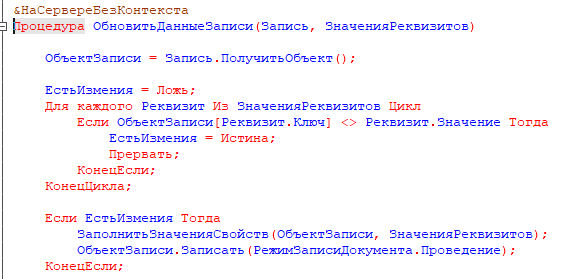 &НаСервереБезКонтекста
Процедура ОбновитьДанныеЗаписи(Запись, ЗначенияРеквизитов)
ОбъектЗаписи = Запись.ПолучитьОбъект();
ЕстьИзменения = Ложь;
Для каждого Реквизит Из ЗначенияРеквизитов Цикл
Если ОбъектЗаписи[Реквизит.Ключ] <> Реквизит.Значение Тогда
ЕстьИзменения = Истина;
Прервать;
КонецЕсли;
КонецЦикла;
Если ЕстьИзменения Тогда
ЗаполнитьЗначенияСвойств(ОбъектЗаписи, ЗначенияРеквизитов);
ОбъектЗаписи.Записать(РежимЗаписиДокумента.Проведение);
КонецЕсли;